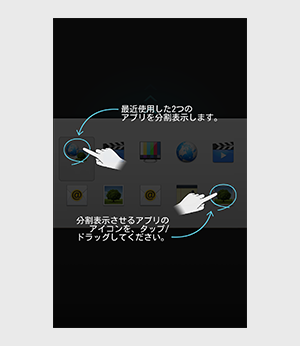 最近使用した2つの
アプリを分割表示します。
分割表示させるアプリの
アイコンを、タップ/
ドラッグしてください。